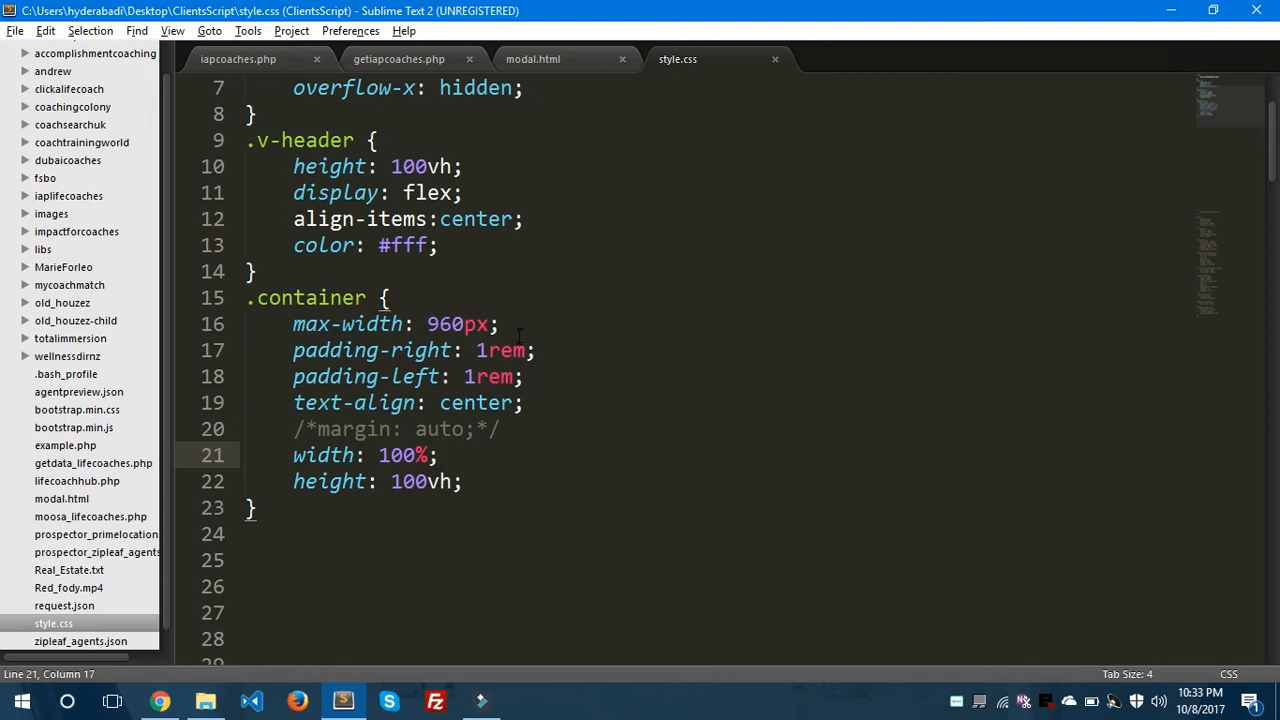 C:\Users\hyderabadi\Desktop\ClientsScript\style.css (ClientsScript) - Sublime Text 2 (UNREGISTERED)
File Edit Selection Find View Goto Tools Project Preferences Help
iapcoaches.php × getiapcoaches.php × modal.html × style.css ×
accomplishmentcoaching
andrew
clickalifecoach
coachingcolony
coachsearchuk
coachtrainingworld
dubaicoaches
fsbo
iaplifecoaches
images
impactforcoaches
libs
MarieForleo
mycoachmatch
old_houzez
old_houzez-child
totalimmersion
wellnessdirnz
.bash_profile
agentpreview.json
bootstrap.min.css
bootstrap.min.js
example.php
getdata_lifecoaches.php
lifecoachhub.php
modal.html
moosa_lifecoaches.php
prospector_primelocation
prospector_zipleaf_agents
Real_Estate.txt
Red_fody.mp4
request.json
style.css
zipleaf_agents.json
7 overflow-x: hidden;
8 }
9 .v-header {
10 height: 100vh;
11 display: flex;
12 align-items:center;
13 color: #fff;
14 }
15 .container {
16 max-width: 960px;
17 padding-right: 1rem;
18 padding-left: 1rem;
19 text-align: center;
20 /*margin: auto;*/
21 width: 100%;
22 height: 100vh;
23 }
24
25
26
27
28
Line 21, Column 17 Tab Size: 4 CSS
10:33 PM
10/8/2017